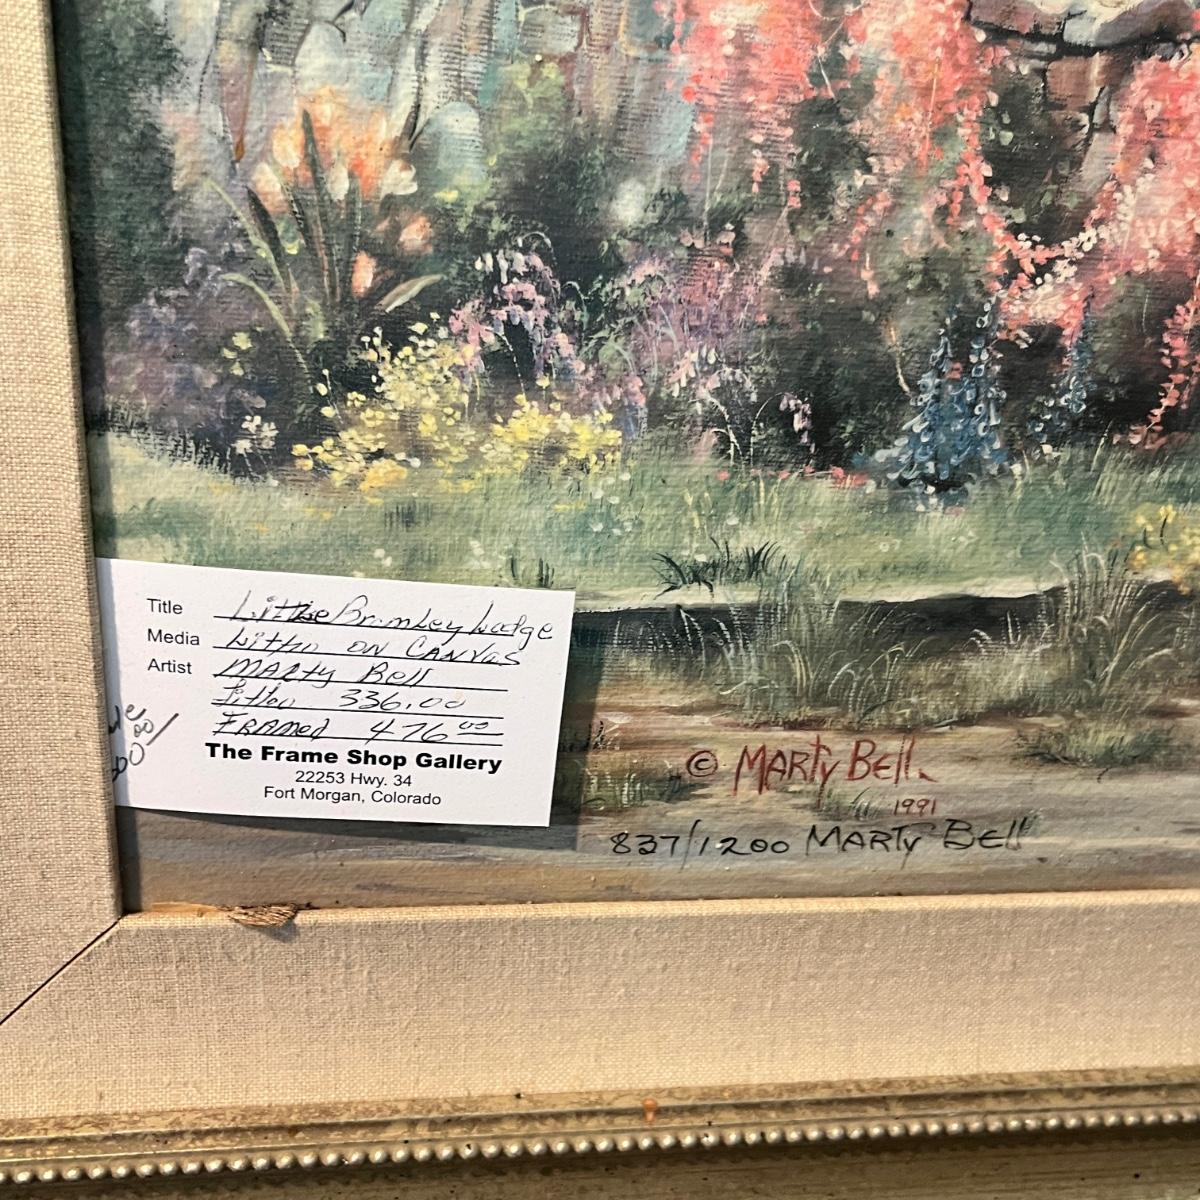 Title Little Brimley Lodge
Media Litho on Canvas
Artist Marty Bell
Litho 336.00
Framed 476 00
The Frame Shop Gallery
22253 Hwy. 34
Fort Morgan, Colorado
© Marty Bell
1991
837/1200 Marty Bell